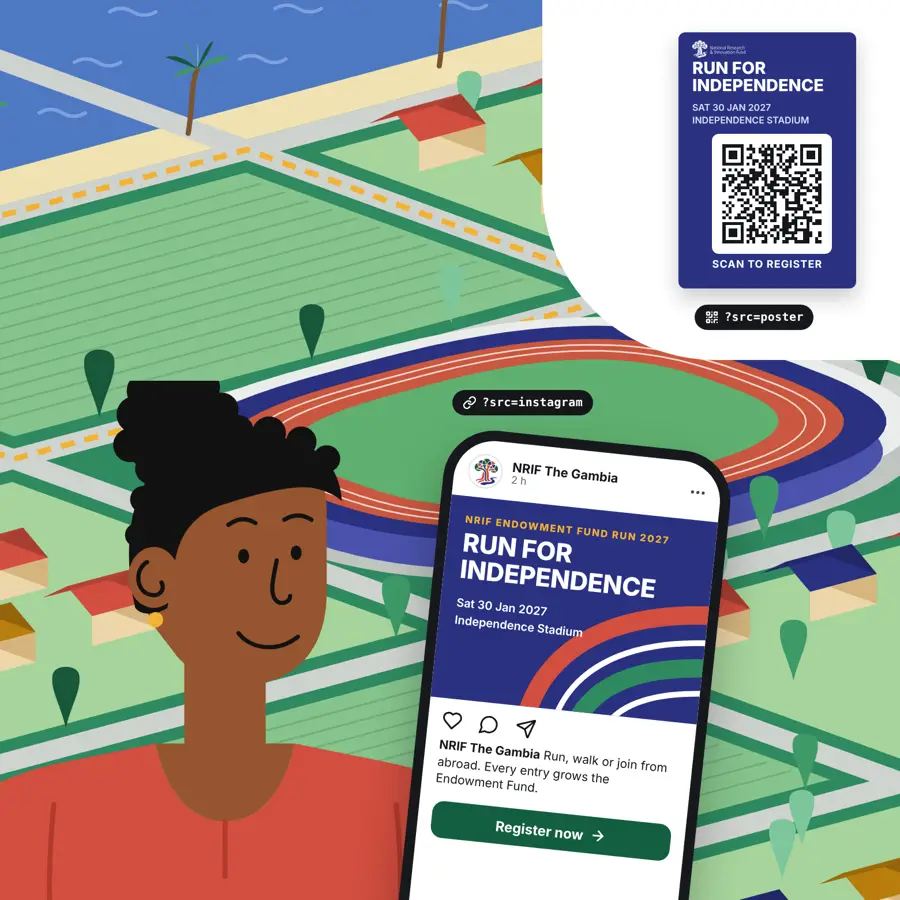 National Research
& Innovation Fund
RUN FOR
INDEPENDENCE
SAT 30 JAN 2027
INDEPENDENCE STADIUM
SCAN TO REGISTER
?src=poster
?src=instagram
NRIF The Gambia
2 h
NRIF ENDOWMENT FUND RUN 2027
RUN FOR
INDEPENDENCE
Sat 30 Jan 2027
Independence Stadium
NRIF The Gambia Run, walk or join from
abroad. Every entry grows the
Endowment Fund.
Register now →